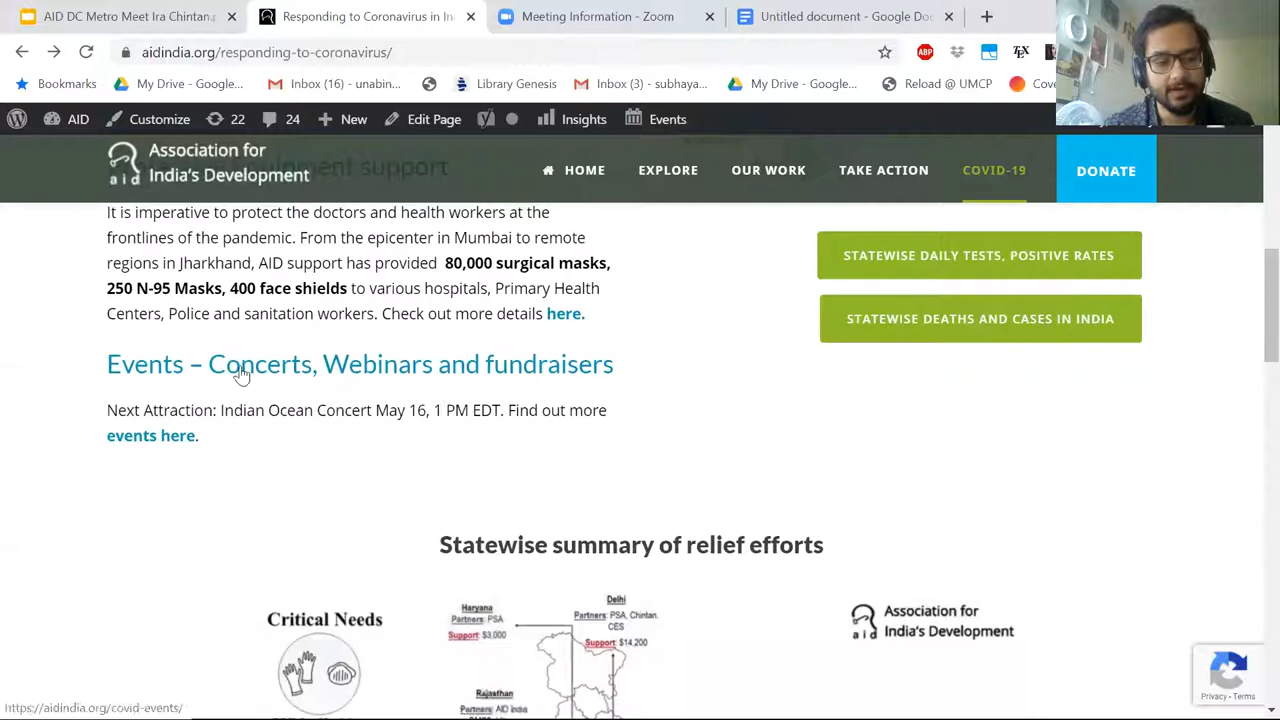 ID DC Metro Meet Ira Chintan
Responding to Coronavirus in In
Meeting Information - Zoom
Untitled document - Google Doc
aidindia.org/responding-to-coronavirus/
ABP
TEX
Bookmarks
My Drive - Google...
Inbox (16) - unabin...
Library Genesis
Inbox (3) - subhaya...
My Drive - Google...
Reload @ UMCP
Cove
AID
Customize
22
24
New
Edit Page
Insights
Events
aid
Association for
India's Development
HOME
EXPLORE
OUR WORK
TAKE ACTION
COVID-19
DONATE
support
It is imperative to protect the doctors and health workers at the
frontlines of the pandemic. From the epicenter in Mumbai to remote
regions in Jharkhand, AID support has provided 80,000 surgical masks,
250 N-95 Masks, 400 face shields to various hospitals, Primary Health
Centers, Police and sanitation workers. Check out more details here.
STATEWISE DAILY TESTS, POSITIVE RATES
STATEWISE DEATHS AND CASES IN INDIA
Events – Concerts, Webinars and fundraisers
Next Attraction: Indian Ocean Concert May 16, 1 PM EDT. Find out more
events here.
Statewise summary of relief efforts
Critical Needs
Haryana
Partners: PSA
Support: $3,000
Delhi
Partners: PSA, Chintan,
CES
Support: $14,200
Rajasthan
Partners: AID India
aid
Association for
India's Development
Privacy - Terms
https://aidindia.org/covid-events/